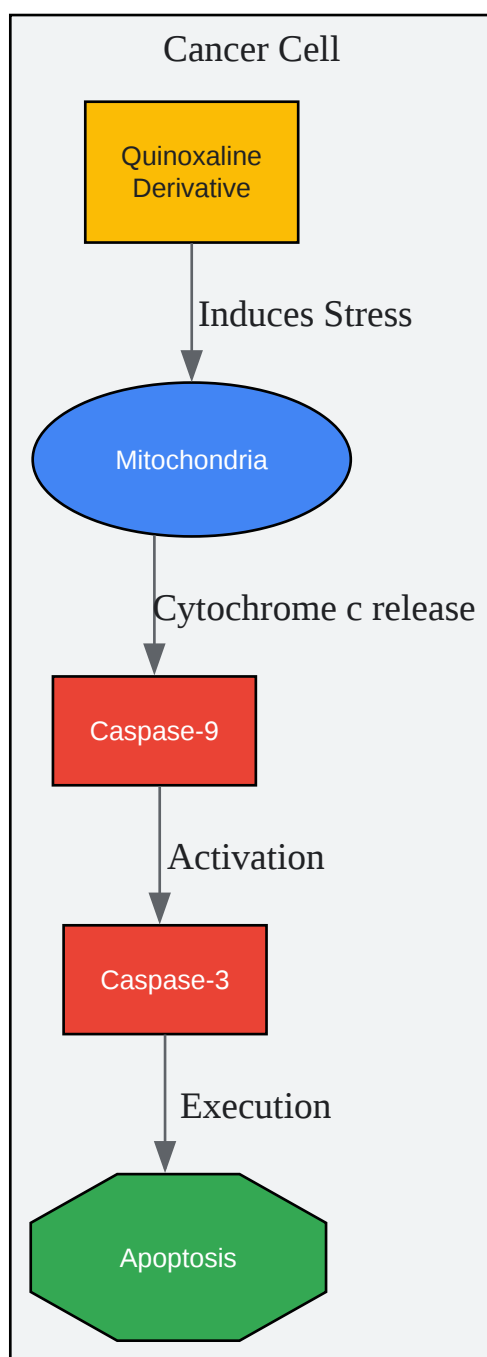 Cancer Cell
Quinoxaline
Derivative
Induces Stress
Mitochondria
Cytochrome c release
Caspase-9
Activation
Caspase-3
Execution
Apoptosis